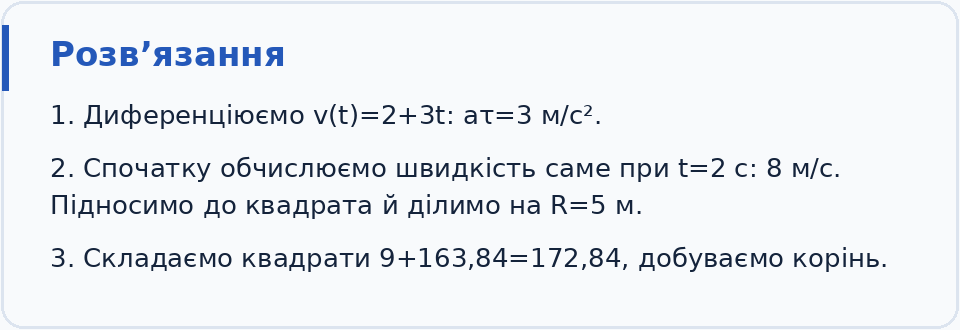 Розв’язання
1. Диференціюємо v(t)=2+3t: aτ=3 м/с².
2. Спочатку обчислюємо швидкість саме при t=2 с: 8 м/с.
Підносимо до квадрата й ділимо на R=5 м.
3. Складаємо квадрати 9+163,84=172,84, добуваємо корінь.